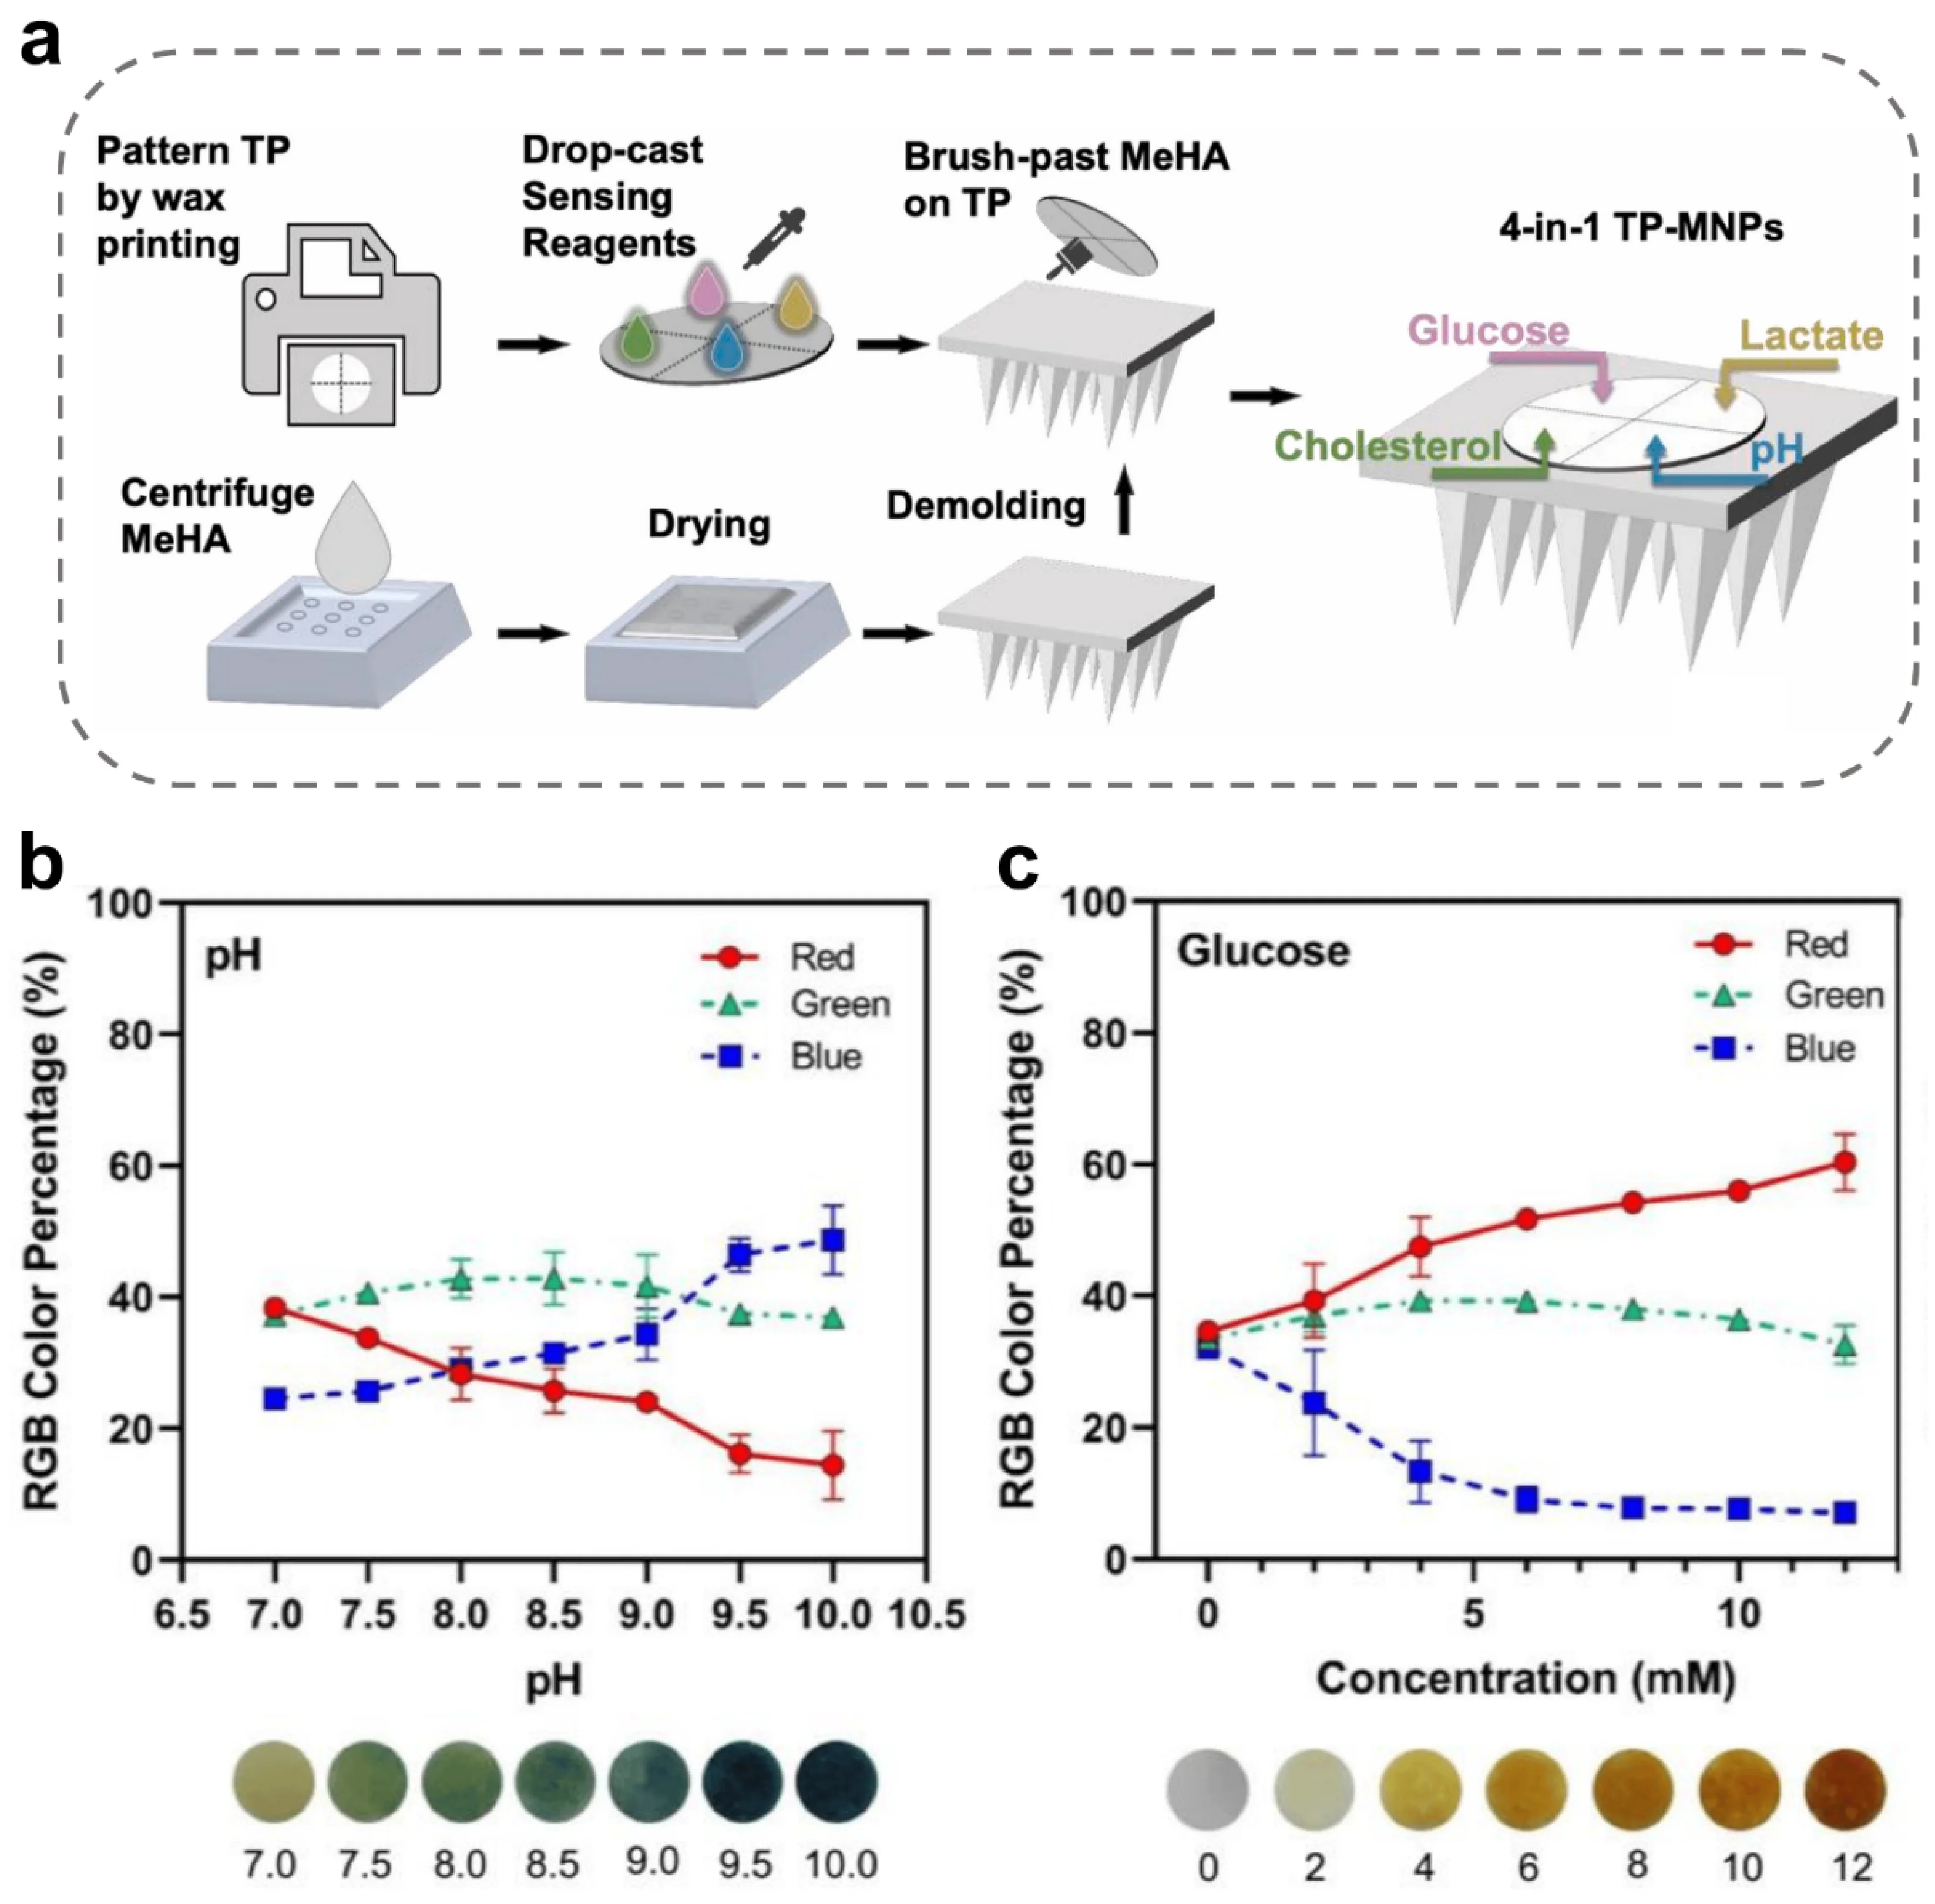 a
Pattern TP
by wax
printing
Drop-cast
Sensing
Reagents
Brush-past MeHA
on TP
4-in-1 TP-MNPs
Glucose
Lactate
Cholesterol
pH
Centrifuge
MeHA
Drying
Demolding
b
RGB Color Percentage (%)
100
80
60
40
20
0
pH
Red
Green
Blue
6.5 7.0 7.5 8.0 8.5 9.0 9.5 10.0 10.5
pH
7.0 7.5 8.0 8.5 9.0 9.5 10.0
c
RGB Color Percentage (%)
100
80
60
40
20
0
Glucose
Red
Green
Blue
0 5 10
Concentration (mM)
0 2 4 6 8 10 12